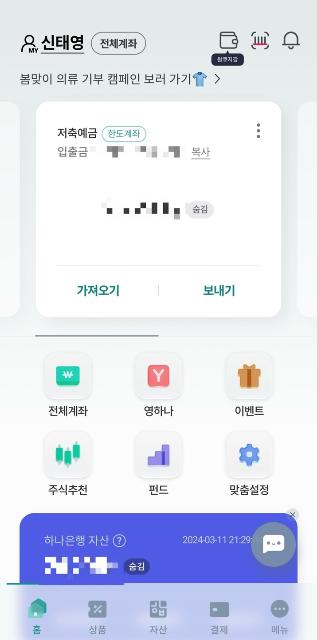 MY 신태영 전체계좌
원큐지갑
봄맞이 의류 기부 캠페인 보러 가기
저축예금 한도계좌
입출금 복사
숨김
가져오기 보내기
전체계좌 영하나 이벤트
주식추천 펀드 맞춤설정
하나은행 자산 ? 2024-03-11 21:29
숨김
홈 상품 자산 결제 메뉴